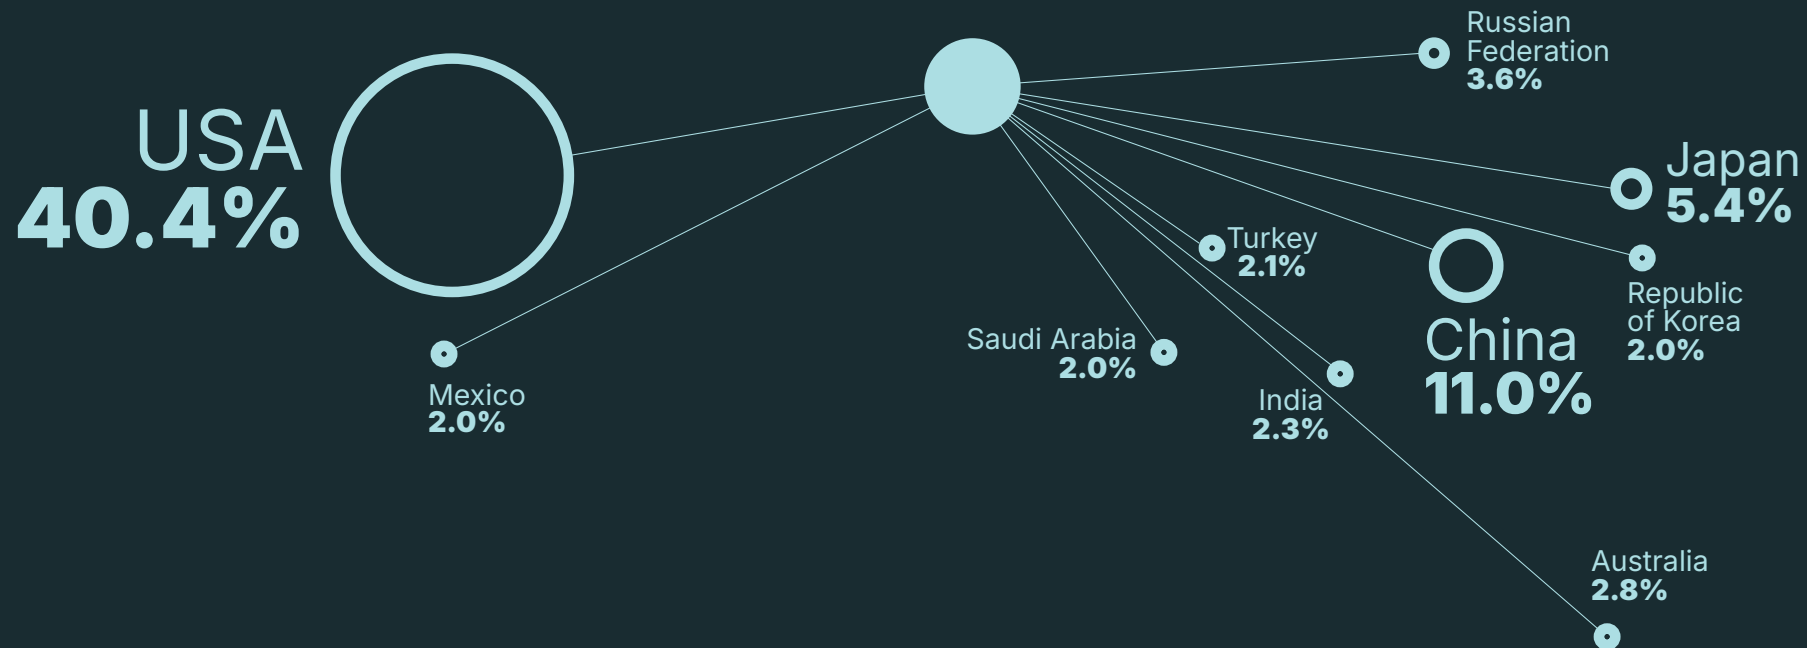 USA
40.4%
Mexico
2.0%
Saudi Arabia
2.0%
Turkey
2.1%
India
2.3%
Russian
Federation
3.6%
Japan
5.4%
China
11.0%
Republic
of Korea
2.0%
Australia
2.8%